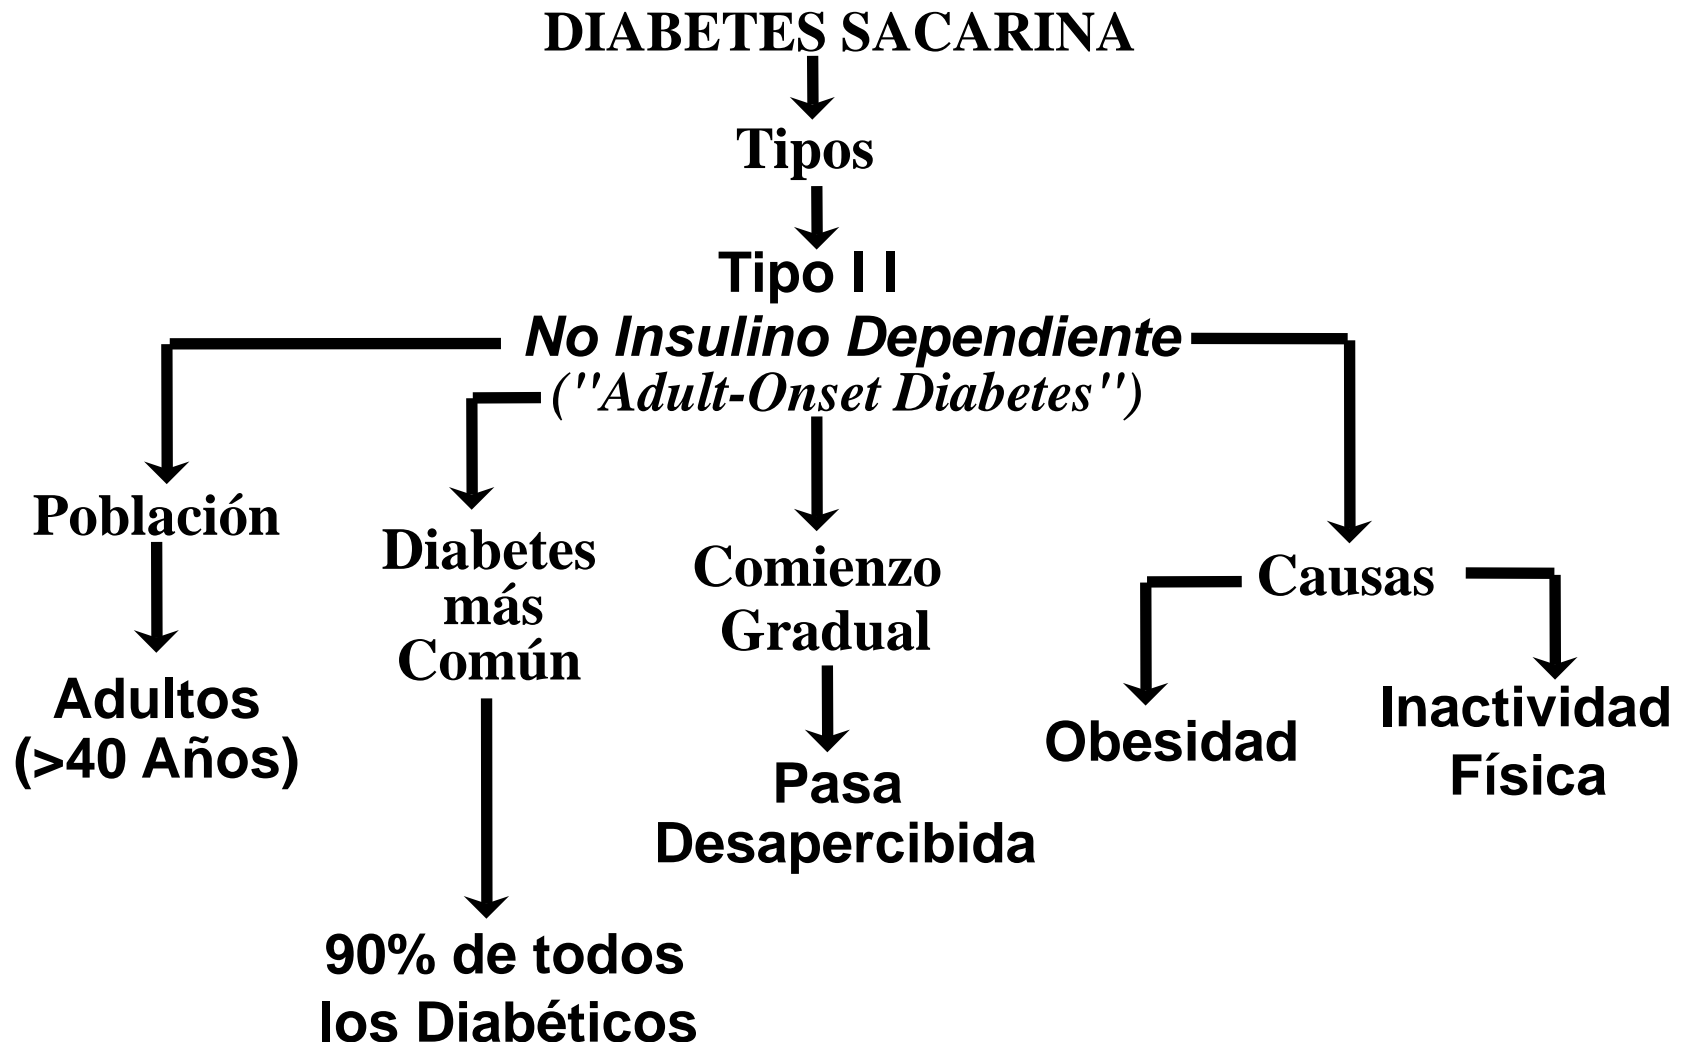 DIABETES SACARINA
Tipos
Tipo I I
No Insulino Dependiente
(''Adult-Onset Diabetes'')
Población
Adultos
(>40 Años)
Diabetes
más
Común
90% de todos
los Diabéticos
Comienzo
Gradual
Pasa
Desapercibida
Causas
Obesidad
Inactividad
Física